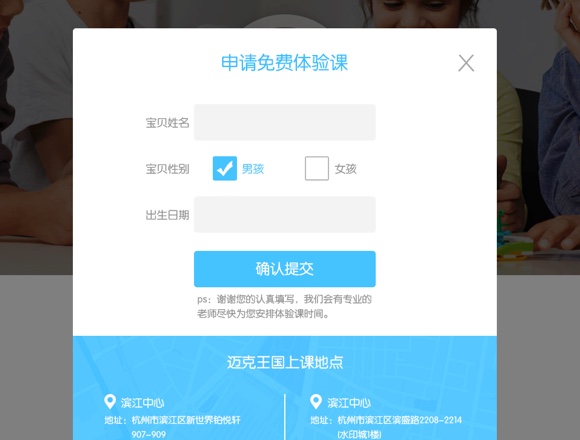 申请免费体验课
宝贝姓名
宝贝性别 男孩 女孩
出生日期
确认提交
ps：谢谢您的认真填写，我们会有专业的
老师尽快为您安排体验课时间。
迈克王国上课地点
滨江中心
地址：杭州市滨江区新世界铂悦轩
907-909
滨江中心
地址：杭州市滨江区滨盛路2208-2214
(水印城1楼)